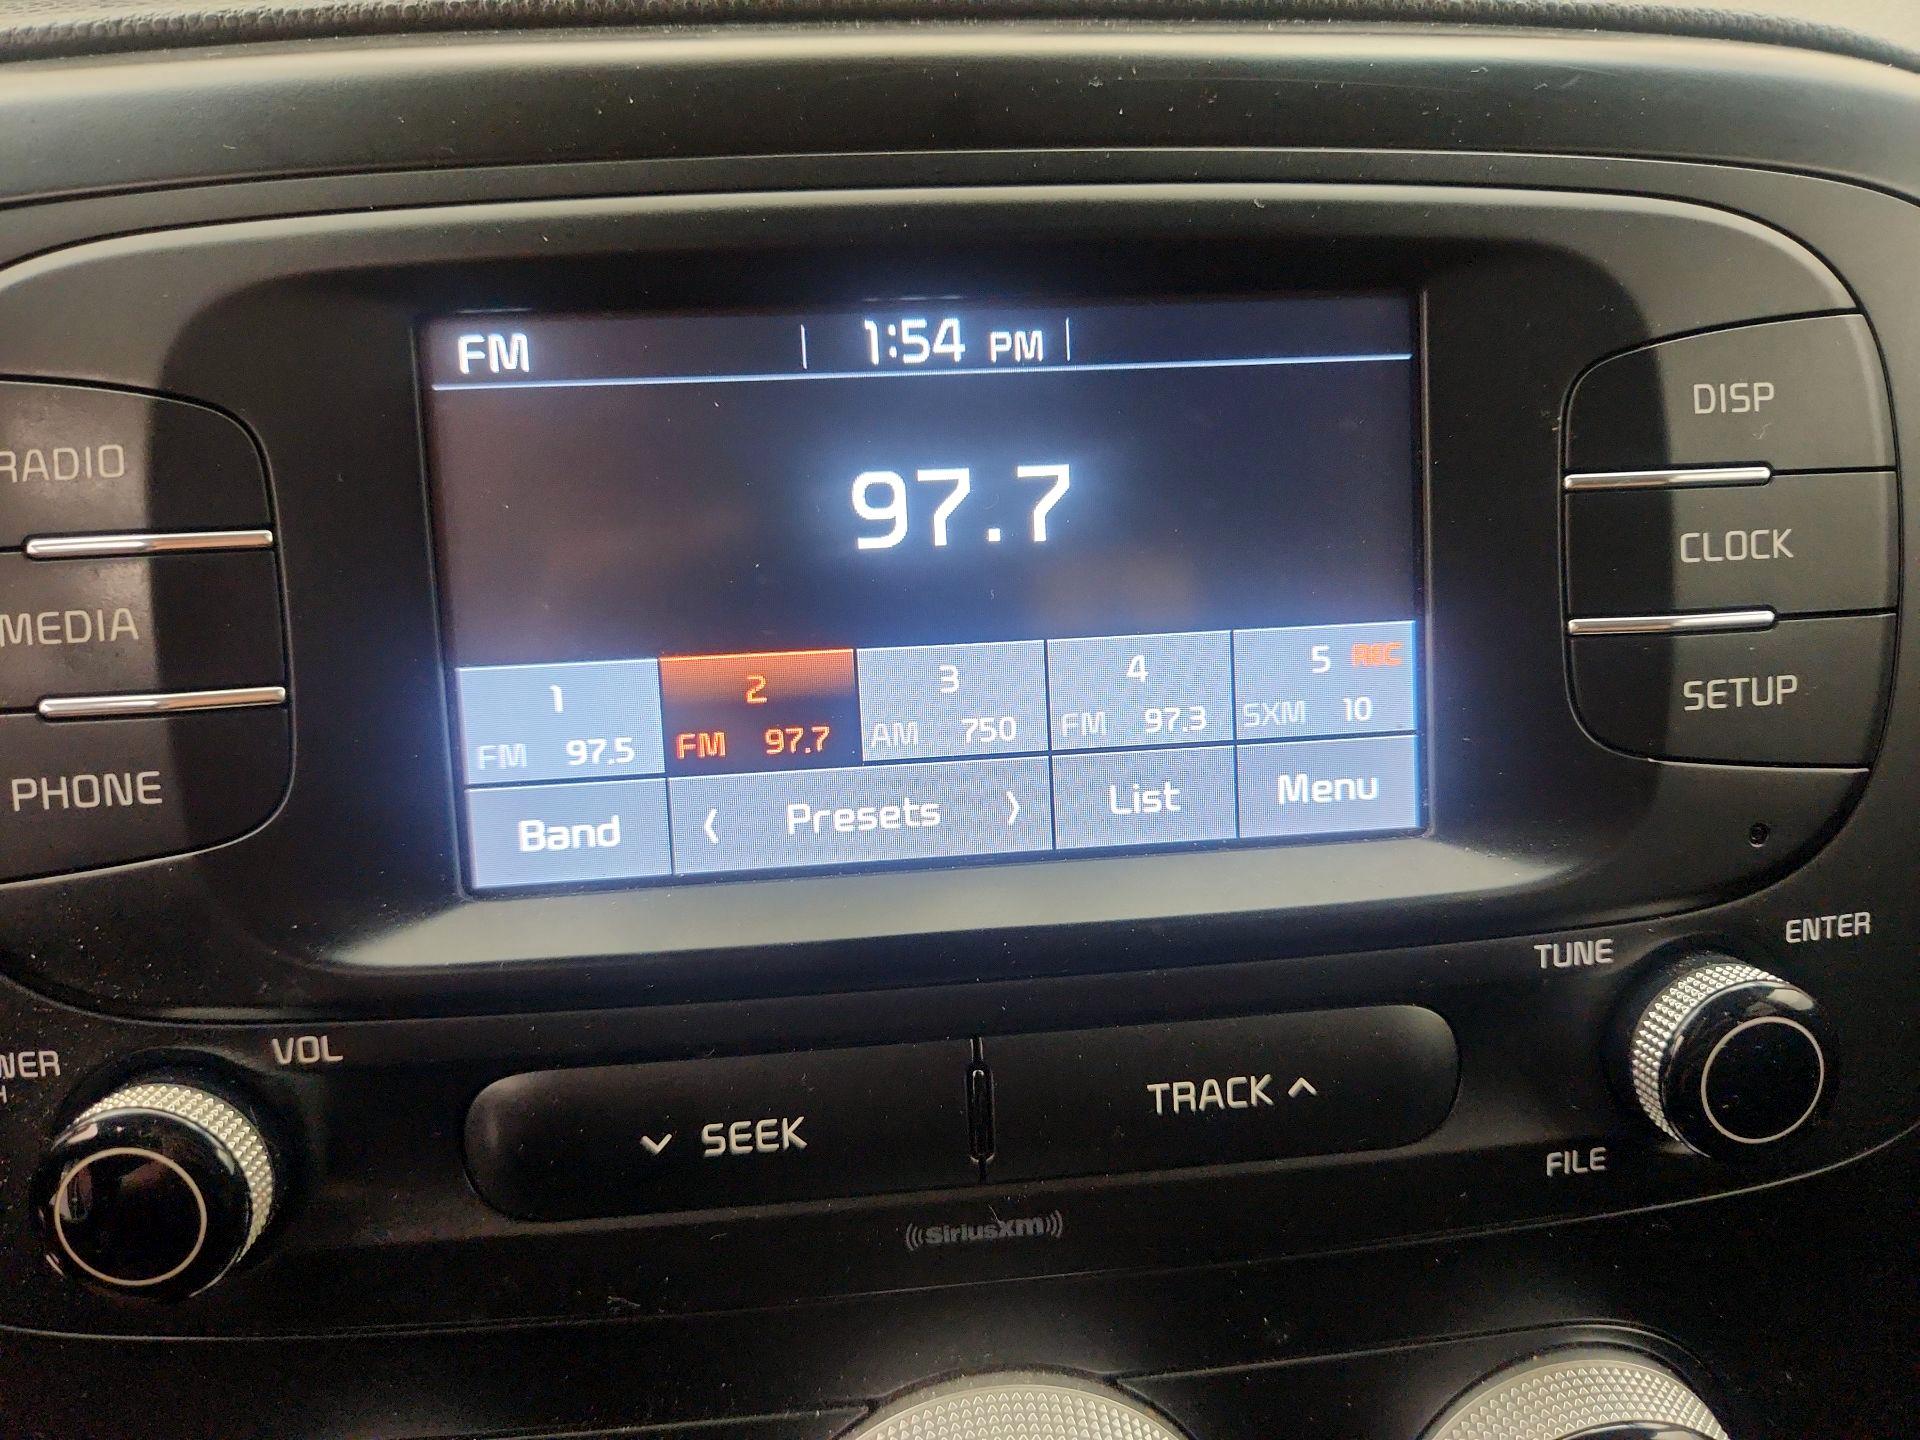 FM 1:54 PM
97.7
1 2 3 4 5 REC
FM 97.5 FM 97.7 AM 750 FM 97.3 SXM 10
Band < Presets > List Menu
RADIO
MEDIA
PHONE
DISP
CLOCK
SETUP
VOL
SEEK
TRACK
TUNE
ENTER
FILE
SiriusXM